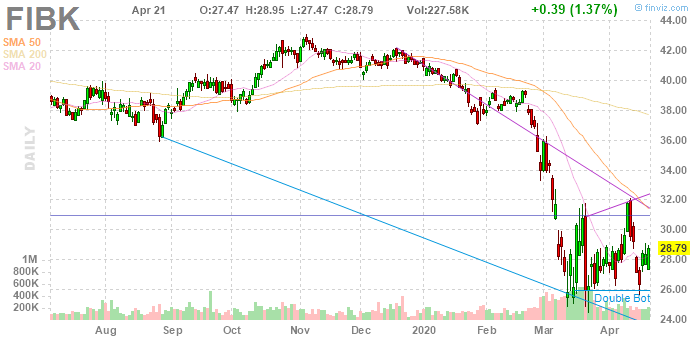 FIBK Apr 21 O:27.47 H:28.95 L:27.47 C:28.79 Vol:227.58K +0.39 (1.37%) © finviz.com
SMA 50
SMA 200
SMA 20
DAILY
44.00
42.00
40.00
38.00
36.00
34.00
32.00
30.00
28.79
28.00
26.00
24.00
1M
800K
600K
400K
200K
Double Bot
Aug Sep Oct Nov Dec 2020 Feb Mar Apr